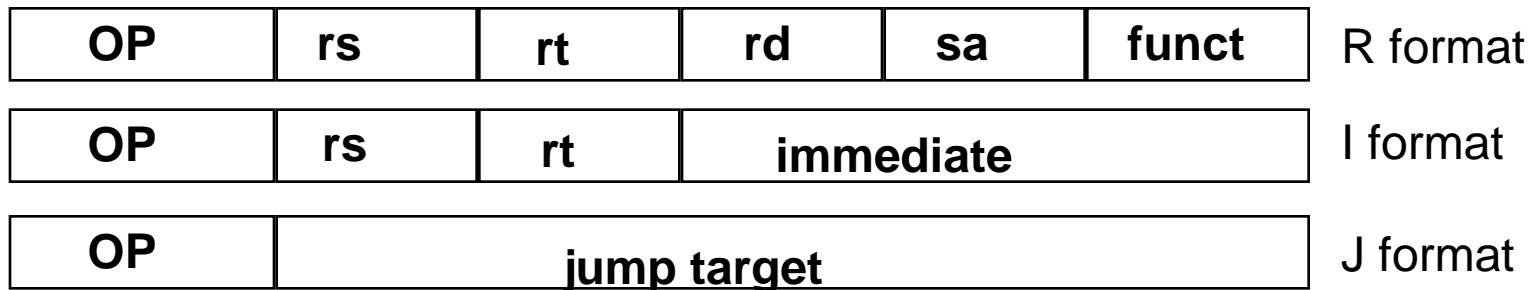 OP rs rt rd sa funct R format
OP rs rt immediate I format
OP jump target J format